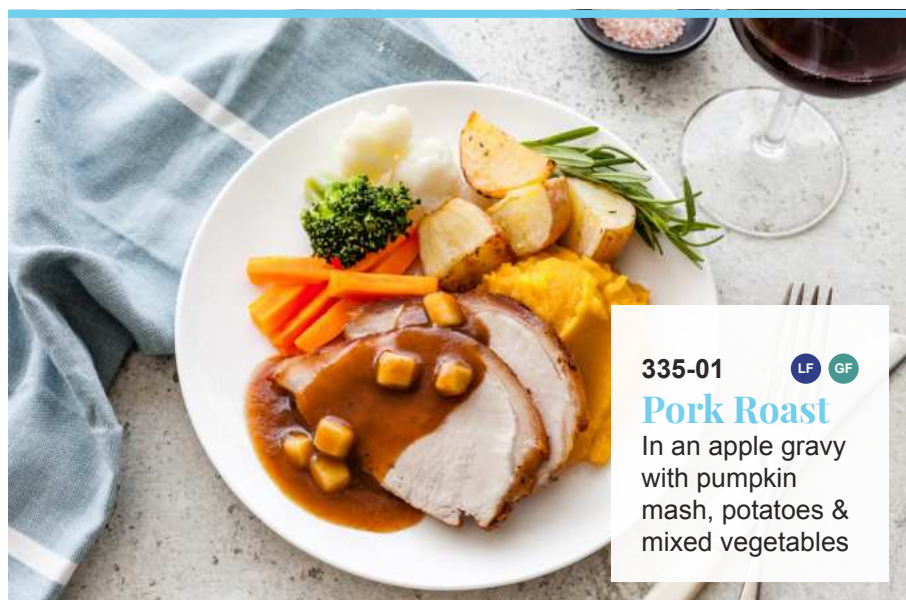 335-01 LF GF
Pork Roast
In an apple gravy
with pumpkin
mash, potatoes &
mixed vegetables